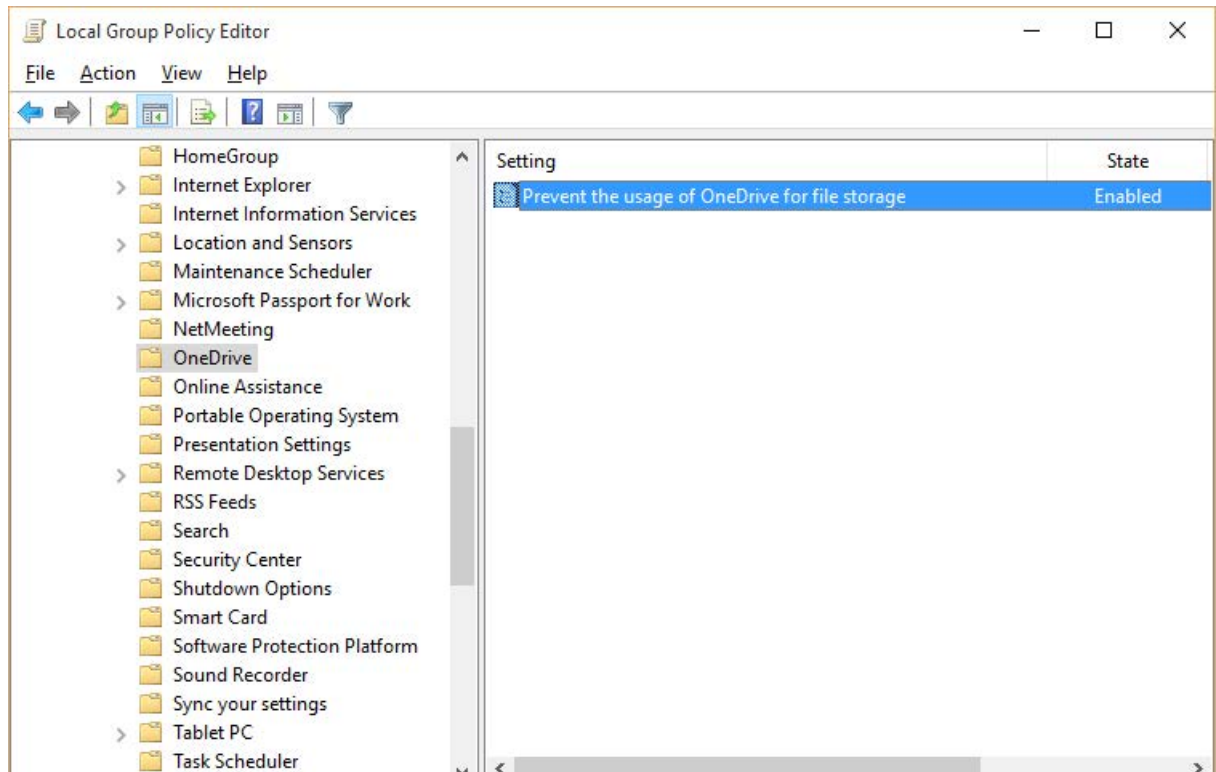 Local Group Policy Editor
File Action View Help
HomeGroup
Internet Explorer
Internet Information Services
Location and Sensors
Maintenance Scheduler
Microsoft Passport for Work
NetMeeting
OneDrive
Online Assistance
Portable Operating System
Presentation Settings
Remote Desktop Services
RSS Feeds
Search
Security Center
Shutdown Options
Smart Card
Software Protection Platform
Sound Recorder
Sync your settings
Tablet PC
Task Scheduler
Setting State
Prevent the usage of OneDrive for file storage Enabled